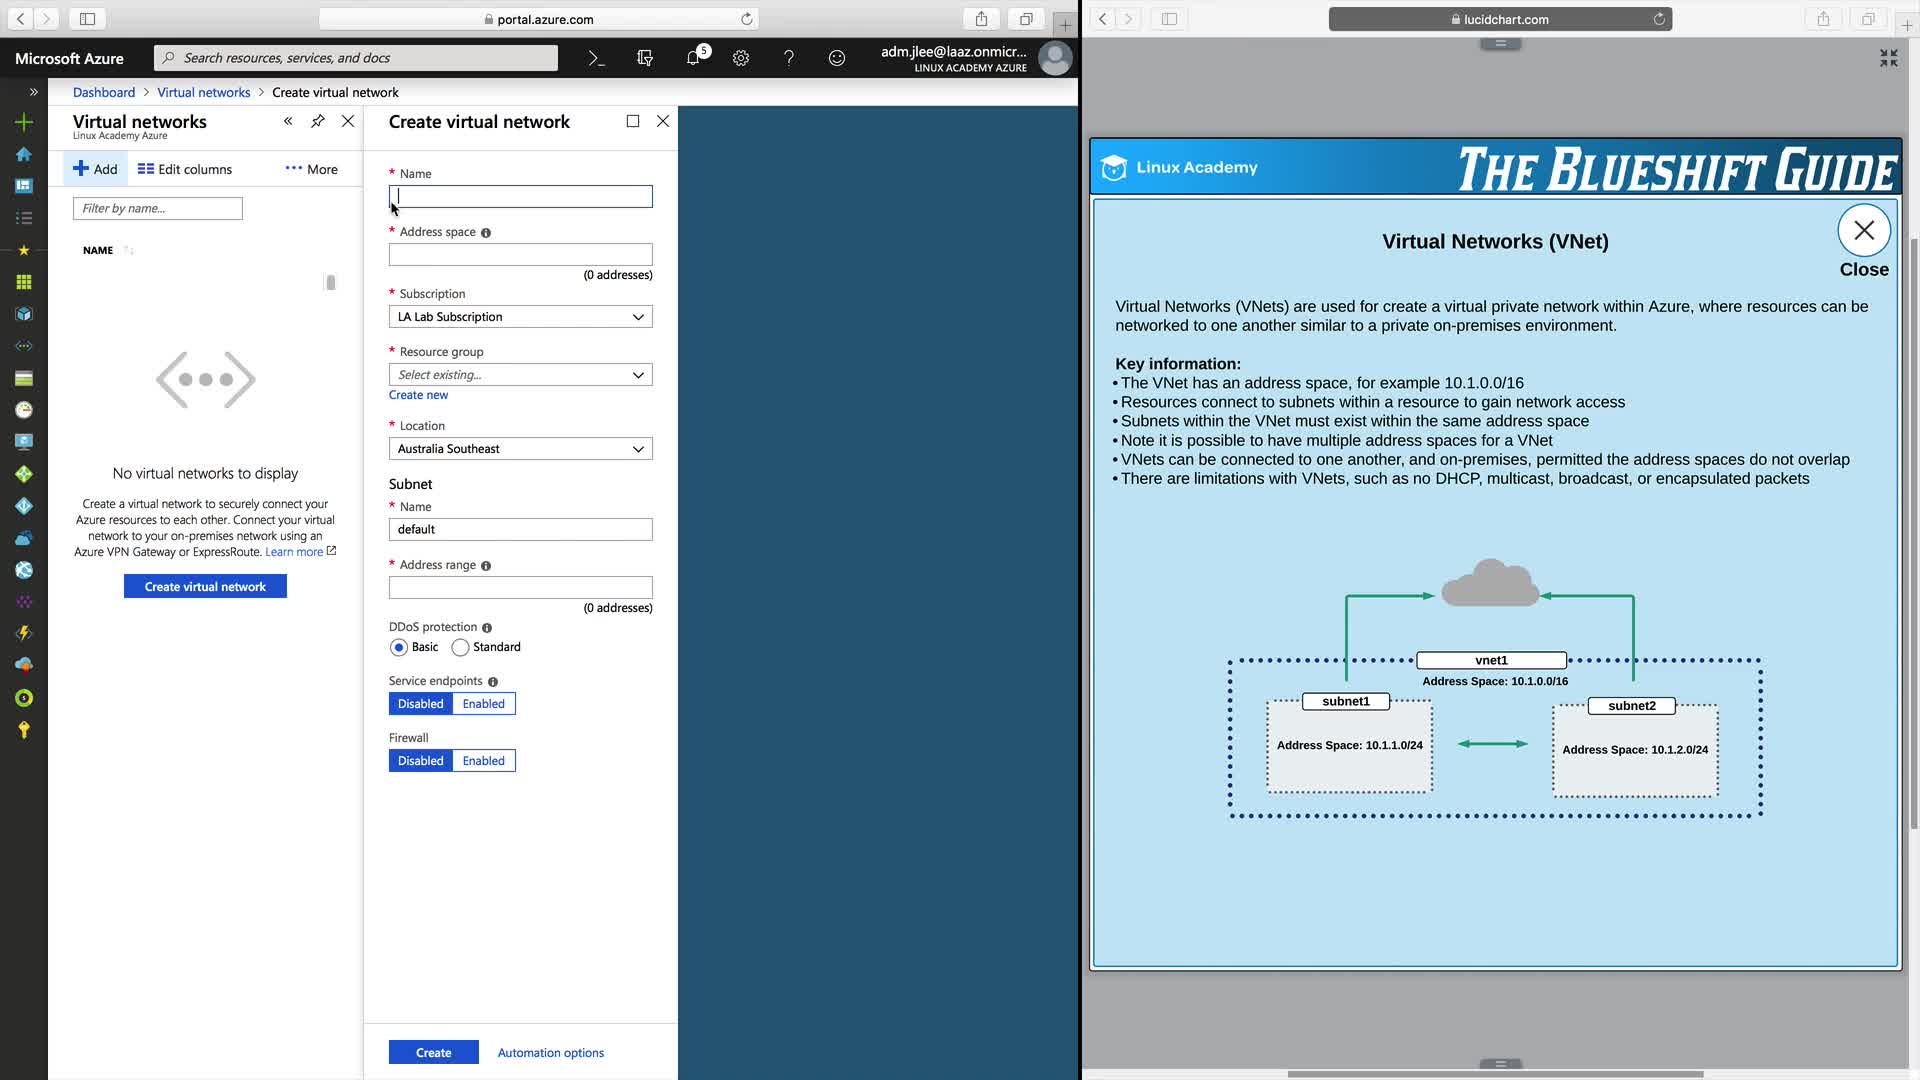 portal.azure.com
Microsoft Azure
Search resources, services, and docs
5
adm.jlee@laaz.onmicr...
LINUX ACADEMY AZURE
Dashboard > Virtual networks > Create virtual network
Virtual networks
Linux Academy Azure
Add
Edit columns
More
Filter by name...
NAME
No virtual networks to display
Create a virtual network to securely connect your
Azure resources to each other. Connect your virtual
network to your on-premises network using an
Azure VPN Gateway or ExpressRoute. Learn more
Create virtual network
Create virtual network
* Name
* Address space
(0 addresses)
* Subscription
LA Lab Subscription
* Resource group
Select existing...
Create new
* Location
Australia Southeast
Subnet
* Name
default
* Address range
(0 addresses)
DDoS protection
Basic Standard
Service endpoints
Disabled Enabled
Firewall
Disabled Enabled
Create
Automation options
lucidchart.com
Linux Academy
THE BLUESHIFT GUIDE
Virtual Networks (VNet)
Close
Virtual Networks (VNets) are used for create a virtual private network within Azure, where resources can be
networked to one another similar to a private on-premises environment.
Key information:
• The VNet has an address space, for example 10.1.0.0/16
• Resources connect to subnets within a resource to gain network access
• Subnets within the VNet must exist within the same address space
• Note it is possible to have multiple address spaces for a VNet
• VNets can be connected to one another, and on-premises, permitted the address spaces do not overlap
• There are limitations with VNets, such as no DHCP, multicast, broadcast, or encapsulated packets
vnet1
Address Space: 10.1.0.0/16
subnet1
Address Space: 10.1.1.0/24
subnet2
Address Space: 10.1.2.0/24